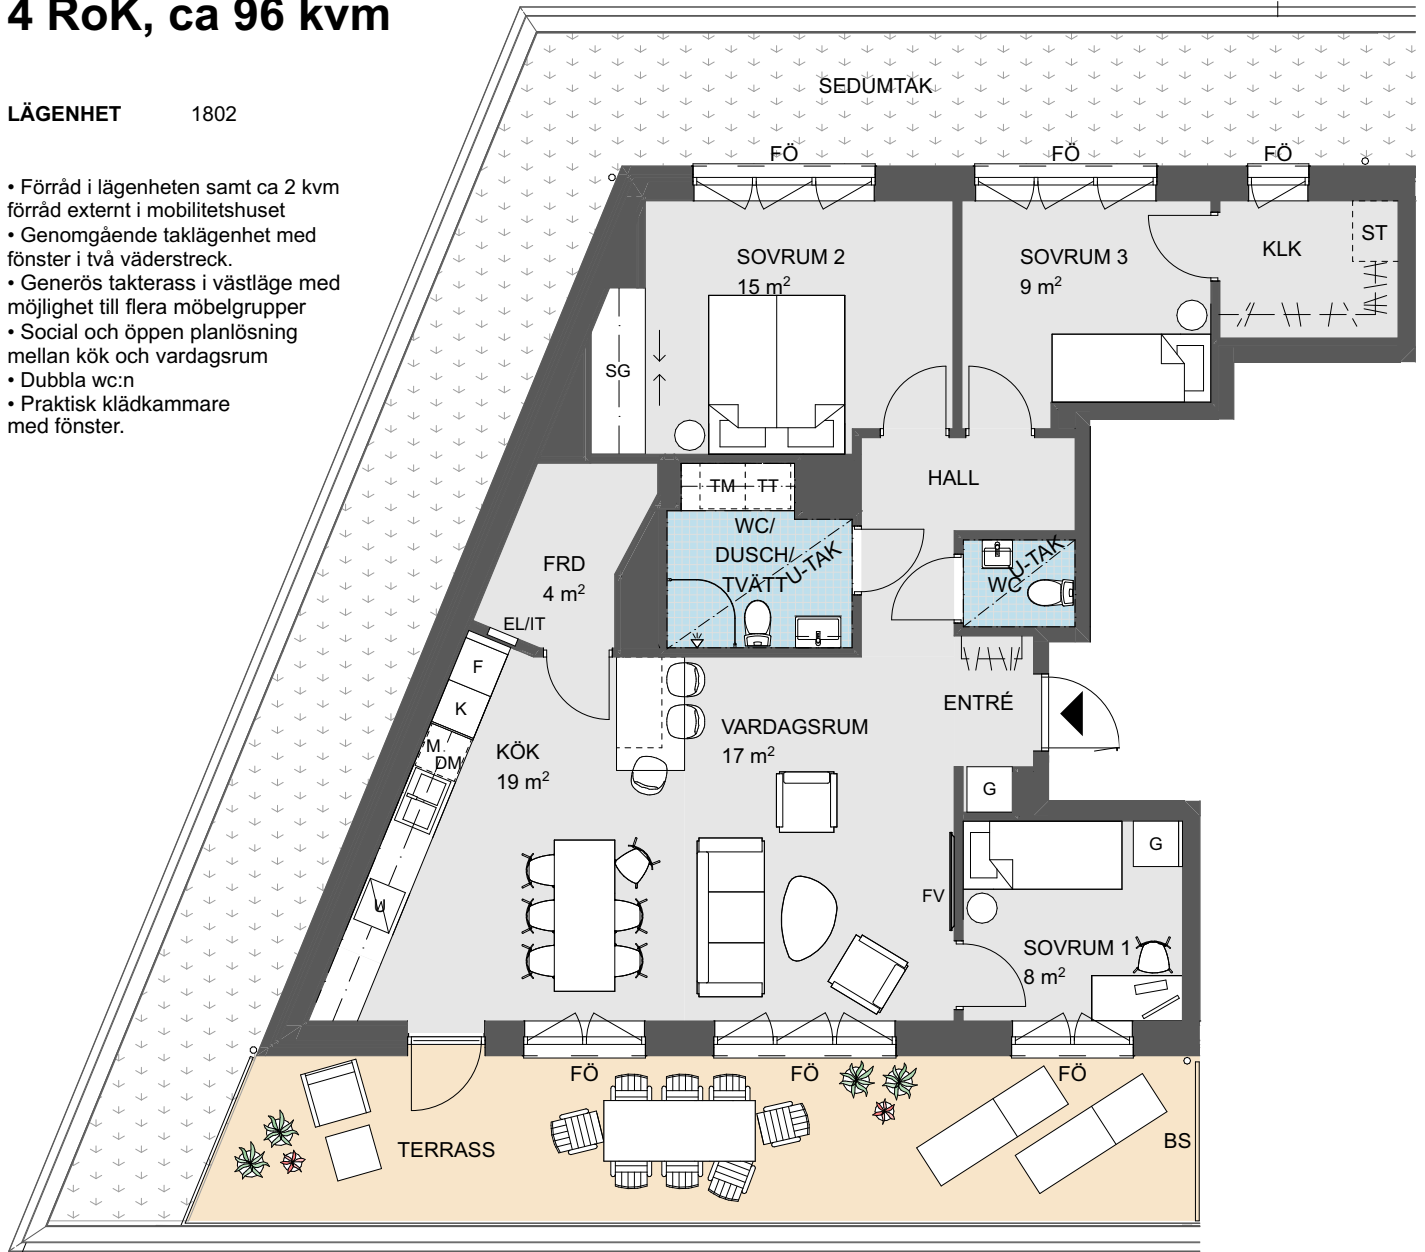 4 RoK, ca 96 kvm
LÄGENHET 1802
• Förråd i lägenheten samt ca 2 kvm
förråd externt i mobilitetshuset
• Genomgående taklägenhet med
fönster i två väderstreck.
• Generös takterass i västläge med
möjlighet till flera möbelgrupper
• Social och öppen planlösning
mellan kök och vardagsrum
• Dubbla wc:n
• Praktisk klädkammare
med fönster.
SEDUMTAK
FÖ
FÖ
FÖ
SOVRUM 2
15 m²
SOVRUM 3
9 m²
KLK
ST
SG
HALL
TM
TT
WC/
DUSCH/
TVÄTT
U-TAK
WC
U-TAK
FRD
4 m²
EL/IT
F
K
M
DM
U
KÖK
19 m²
VARDAGSRUM
17 m²
ENTRÉ
G
G
FV
SOVRUM 1
8 m²
FÖ
FÖ
FÖ
TERRASS
BS